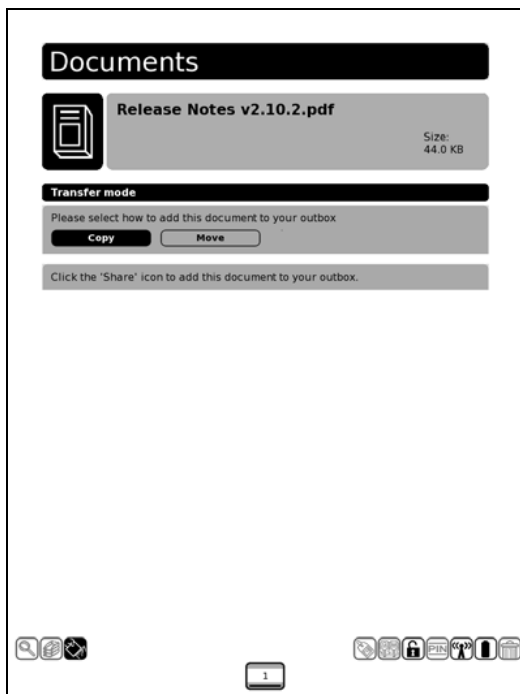 Documents
Release Notes v2.10.2.pdf
Size:
44.0 KB
Transfer mode
Please select how to add this document to your outbox
Copy Move
Click the 'Share' icon to add this document to your outbox.
PIN
1